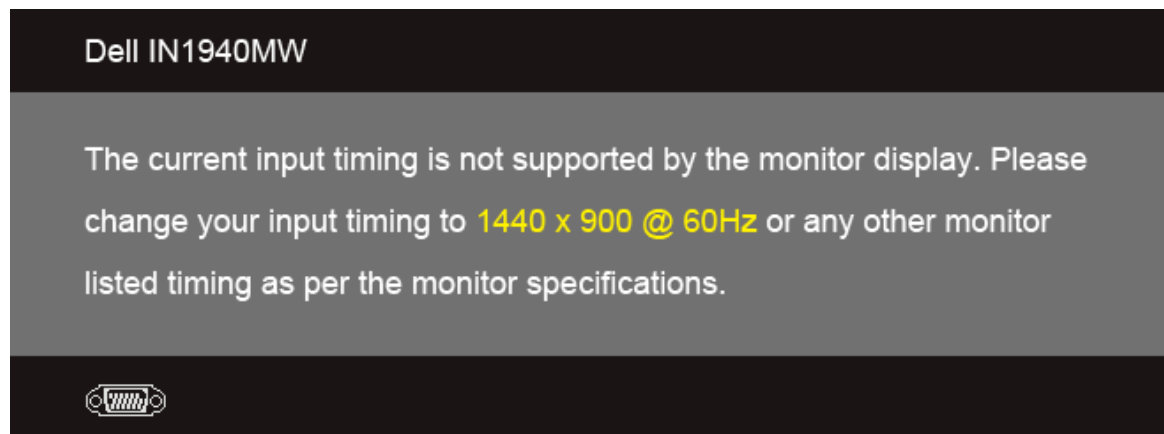 Dell IN1940MW
The current input timing is not supported by the monitor display. Please
change your input timing to 1440 x 900 @ 60Hz or any other monitor
listed timing as per the monitor specifications.